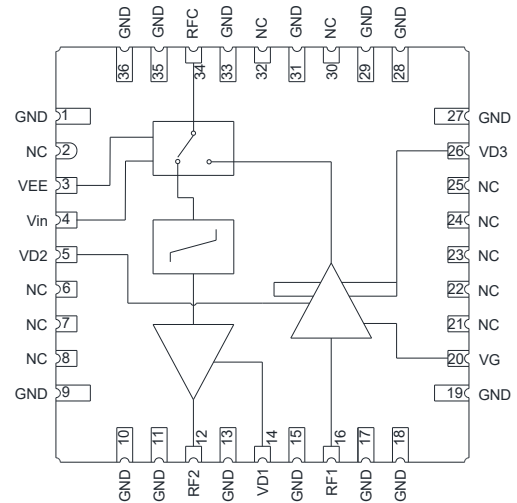 GND GND RFC GND NC GND NC GND GND
36 35 34 33 32 31 30 29 28
GND 1
NC 2
VEE 3
Vin 4
VD2 5
NC 6
NC 7
NC 8
GND 9
27 GND
26 VD3
25 NC
24 NC
23 NC
22 NC
21 NC
20 VG
19 GND
10 11 12 13 14 15 16 17 18
GND GND RF2 GND VD1 GND RF1 GND GND